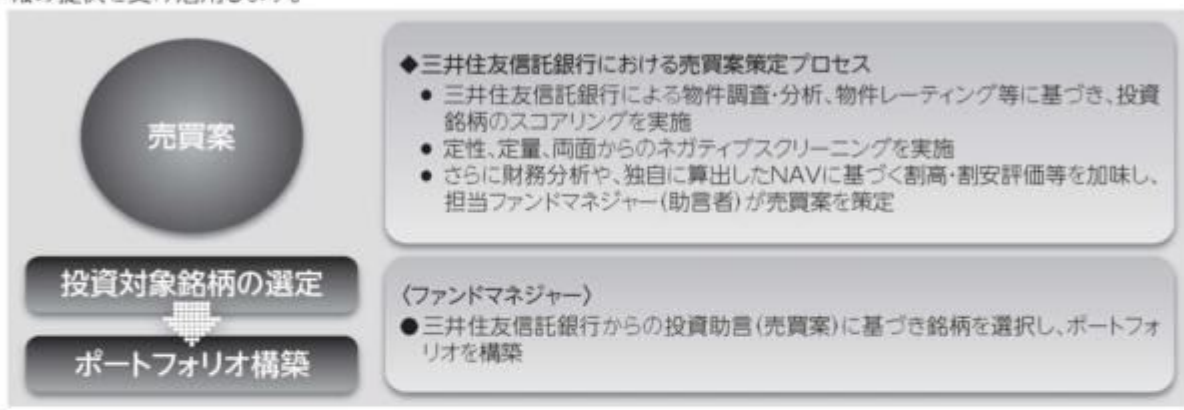 売買案
◆三井住友信託銀行における売買案策定プロセス
● 三井住友信託銀行による物件調査・分析、物件レーティング等に基づき、投資
銘柄のスコアリングを実施
● 定性、定量、両面からのネガティブスクリーニングを実施
● さらに財務分析や、独自に算出したNAVに基づく割高・割安評価等を加味し、
担当ファンドマネジャー(助言者)が売買案を策定
投資対象銘柄の選定
ポートフォリオ構築
〈ファンドマネジャー〉
●三井住友信託銀行からの投資助言(売買案)に基づき銘柄を選択し、ポートフォ
リオを構築